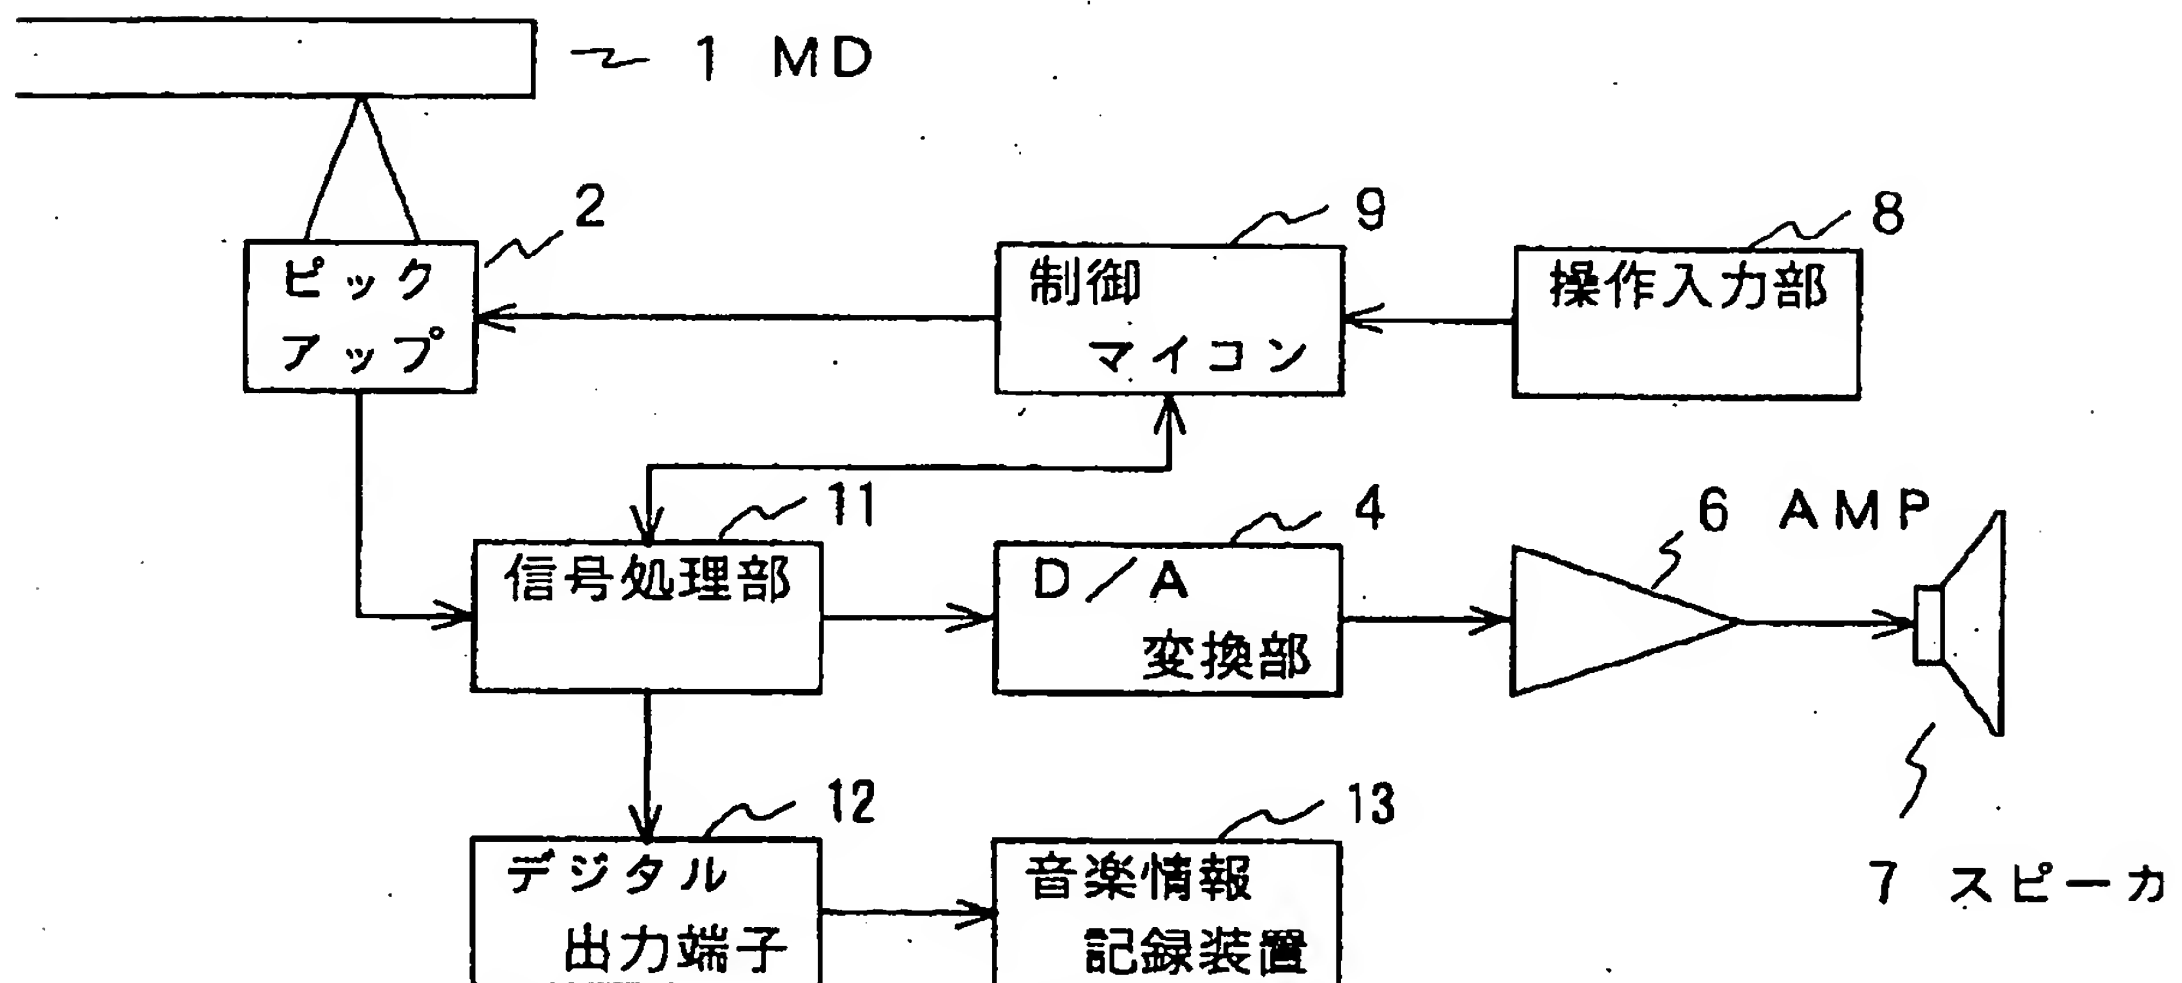 1 MD
2
ピック
アップ
9
制御
マイコン
8
操作入力部
11
信号処理部
4
D/A
変換部
6 AMP
7 スピーカ
12
デジタル
出力端子
13
音楽情報
記録装置